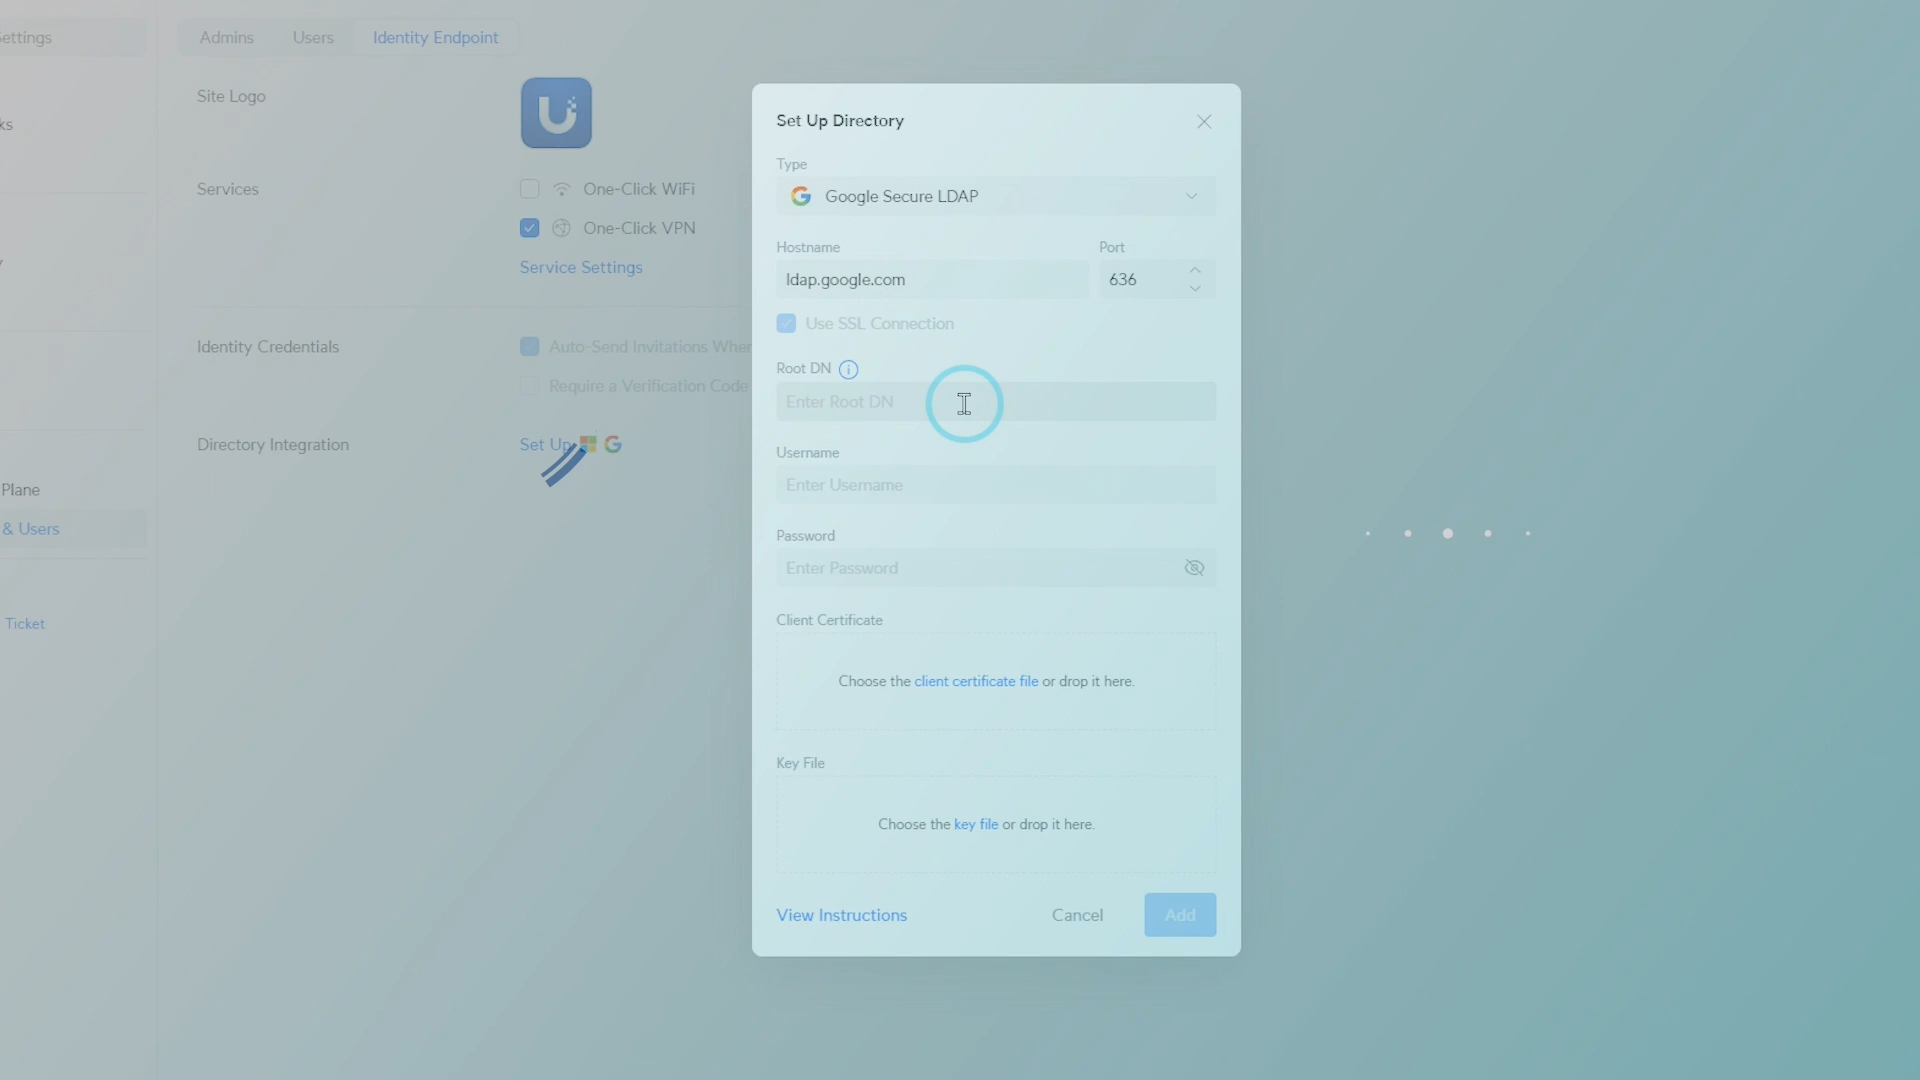 ettings
ks
y
Plane
& Users
Ticket
Admins
Users
Identity Endpoint
Site Logo
Services
One-Click WiFi
One-Click VPN
Service Settings
Identity Credentials
Auto-Send Invitations When
Require a Verification Code
Directory Integration
Set Up
Set Up Directory
Type
Google Secure LDAP
Hostname
Port
ldap.google.com
636
Use SSL Connection
Root DN
Enter Root DN
Username
Enter Username
Password
Enter Password
Client Certificate
Choose the client certificate file or drop it here.
Key File
Choose the key file or drop it here.
View Instructions
Cancel
Add